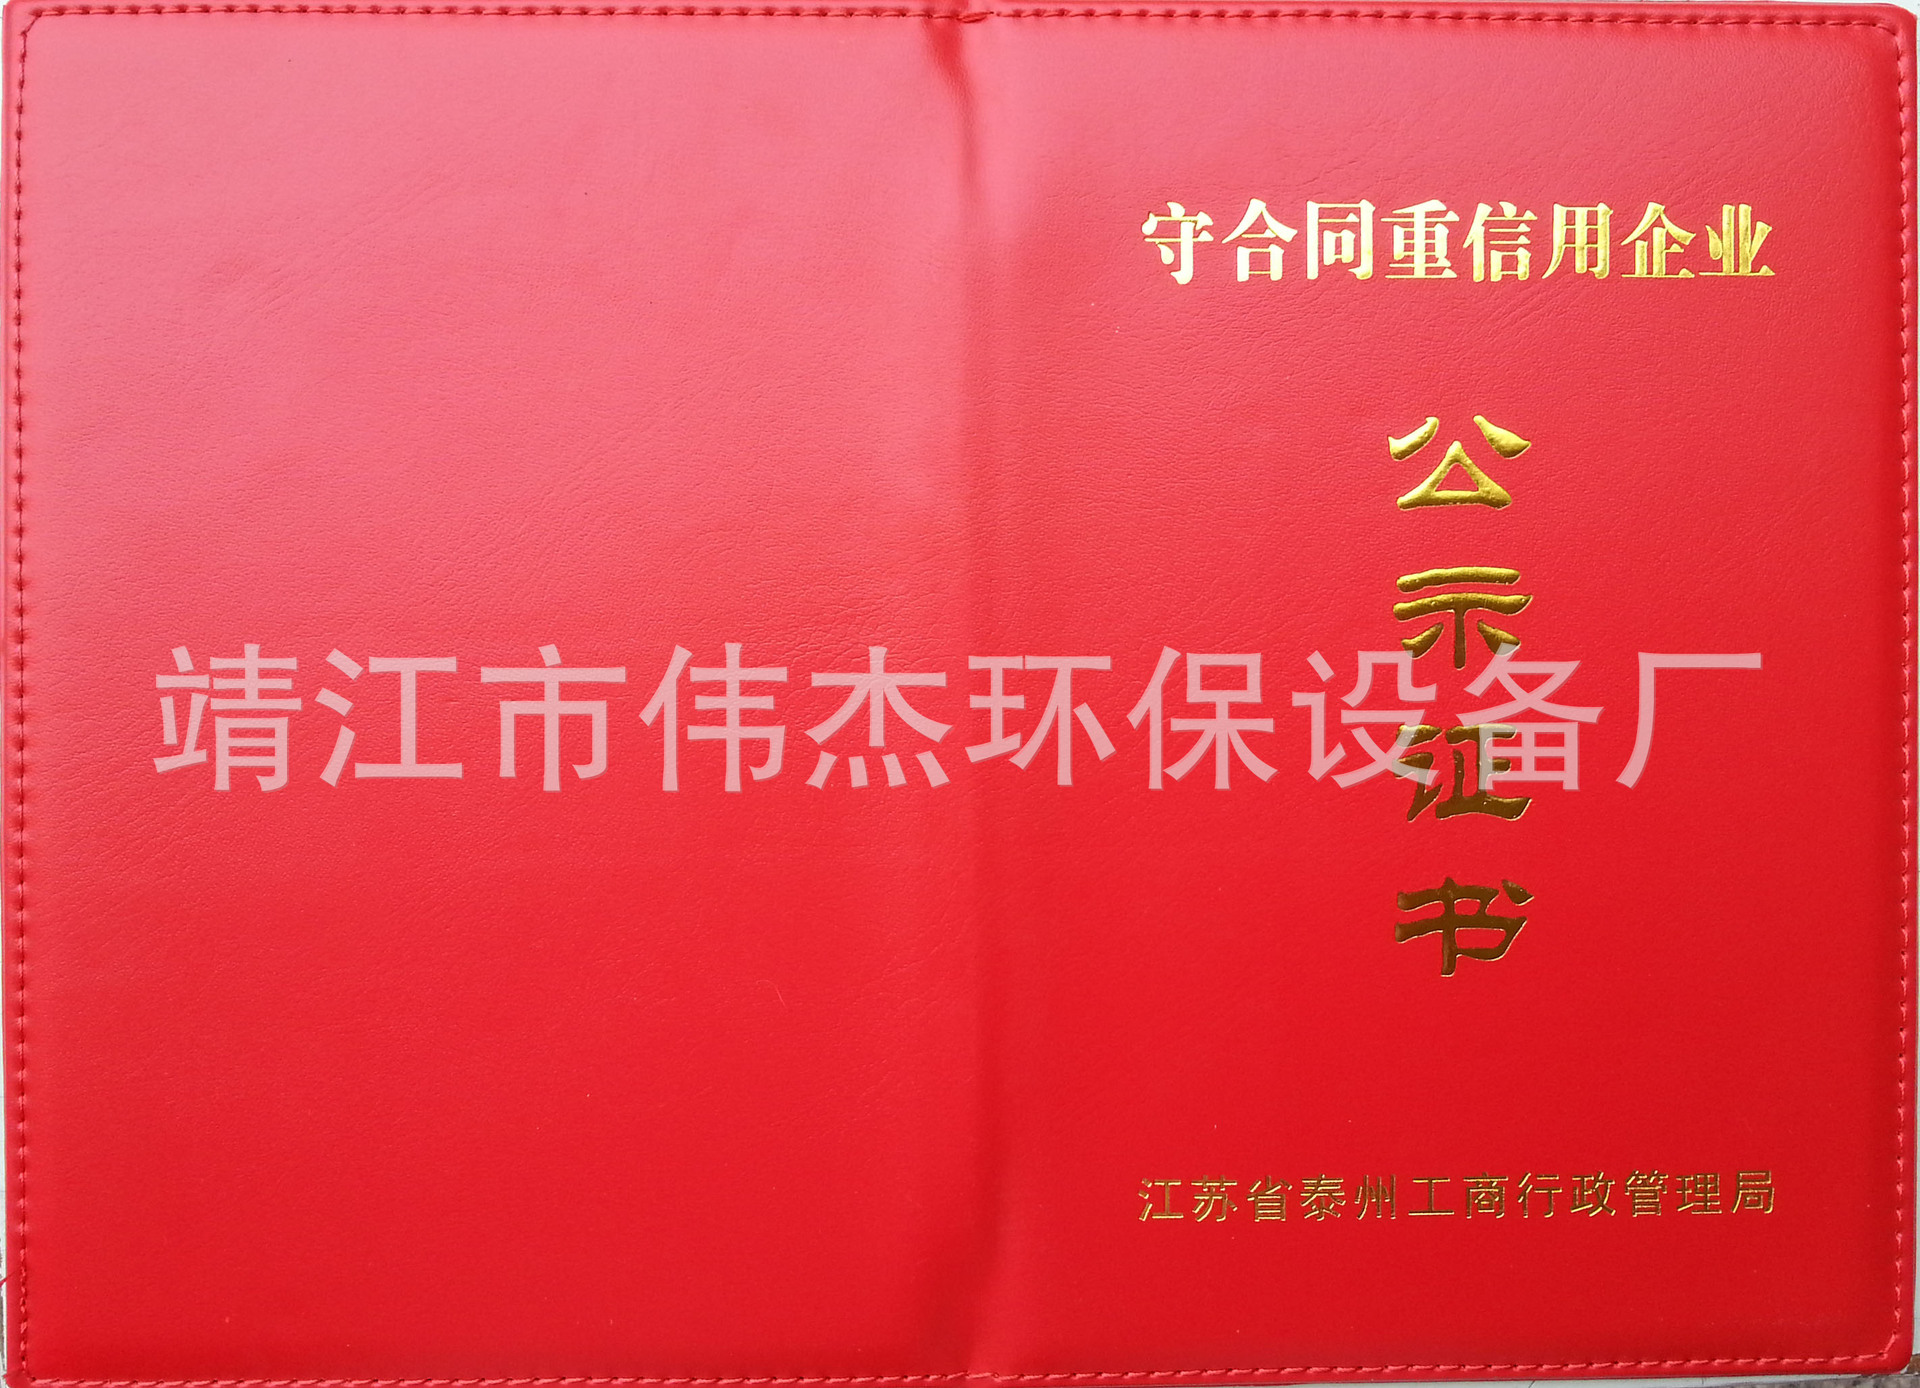 守合同重信用企业
公示证书
靖江市伟杰环保设备厂
江苏省泰州工商行政管理局